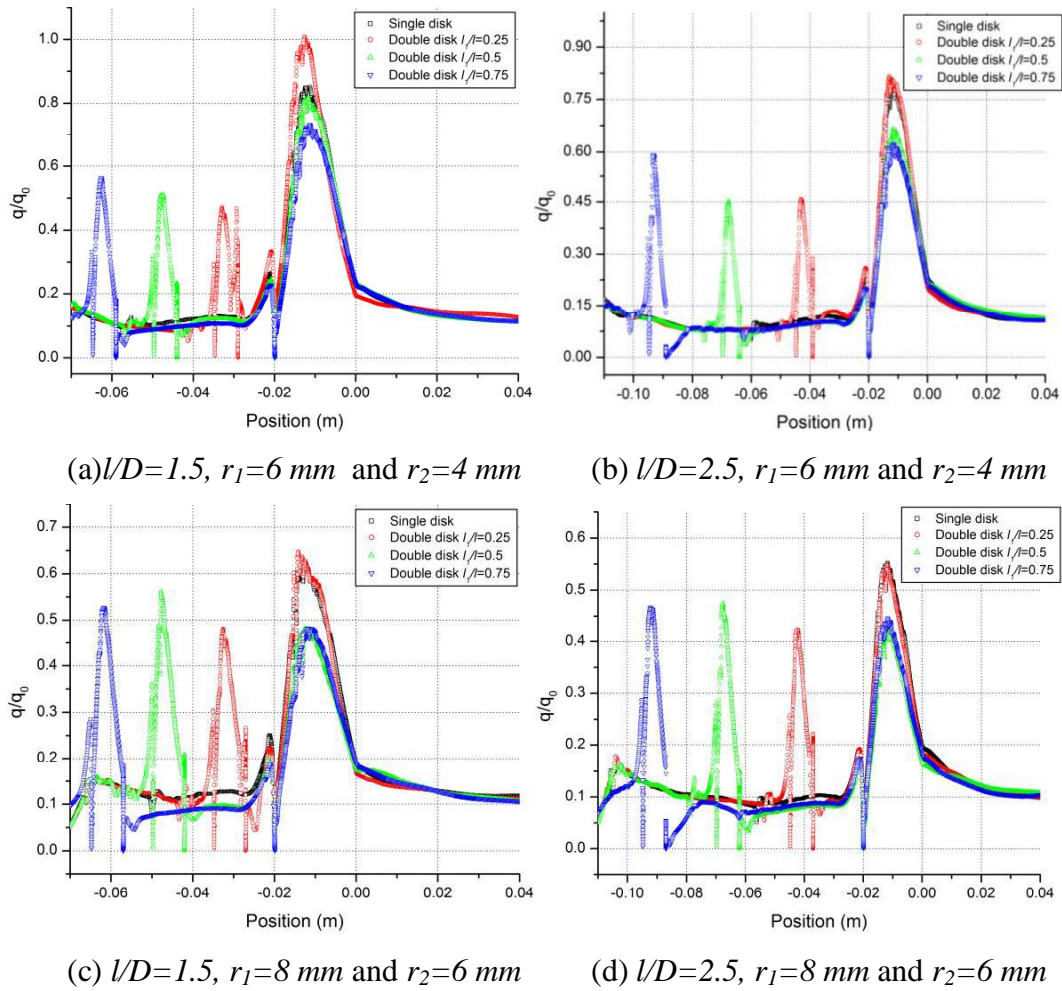 Single disk
Double disk l₁/l=0.25
Double disk l₁/l=0.5
Double disk l₁/l=0.75
1.0
0.8
0.6
0.4
0.2
0.0
q/q₀
-0.06 -0.04 -0.02 0.00 0.02 0.04
Position (m)
(a)l/D=1.5, r₁=6 mm and r₂=4 mm
Single disk
Double disk l₁/l=0.25
Double disk l₁/l=0.5
Double disk l₁/l=0.75
0.90
0.75
0.60
0.45
0.30
0.15
0.00
q/q₀
-0.10 -0.08 -0.06 -0.04 -0.02 0.00 0.02 0.04
Position (m)
(b) l/D=2.5, r₁=6 mm and r₂=4 mm
Single disk
Double disk l₁/l=0.25
Double disk l₁/l=0.5
Double disk l₁/l=0.75
0.7
0.6
0.5
0.4
0.3
0.2
0.1
0.0
q/q₀
-0.06 -0.04 -0.02 0.00 0.02 0.04
Position (m)
(c) l/D=1.5, r₁=8 mm and r₂=6 mm
Single disk
Double disk l₁/l=0.25
Double disk l₁/l=0.5
Double disk l₁/l=0.75
0.6
0.5
0.4
0.3
0.2
0.1
0.0
q/q₀
-0.10 -0.08 -0.06 -0.04 -0.02 0.00 0.02 0.04
Position (m)
(d) l/D=2.5, r₁=8 mm and r₂=6 mm